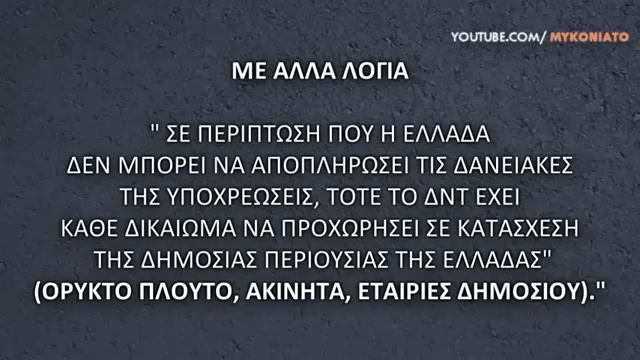 YOUTUBE.COM/ MYKONIATO
ΜΕ ΑΛΛΑ ΛΟΓΙΑ
" ΣΕ ΠΕΡΙΠΤΩΣΗ ΠΟΥ Η ΕΛΛΑΔΑ
ΔΕΝ ΜΠΟΡΕΙ ΝΑ ΑΠΟΠΛΗΡΩΣΕΙ ΤΙΣ ΔΑΝΕΙΑΚΕΣ
ΤΗΣ ΥΠΟΧΡΕΩΣΕΙΣ, ΤΟΤΕ ΤΟ ΔΝΤ ΕΧΕΙ
ΚΑΘΕ ΔΙΚΑΙΩΜΑ ΝΑ ΠΡΟΧΩΡΗΣΕΙ ΣΕ ΚΑΤΑΣΧΕΣΗ
ΤΗΣ ΔΗΜΟΣΙΑΣ ΠΕΡΙΟΥΣΙΑΣ ΤΗΣ ΕΛΛΑΔΑΣ"
(ΟΡΥΚΤΟ ΠΛΟΥΤΟ, ΑΚΙΝΗΤΑ, ΕΤΑΙΡΙΕΣ ΔΗΜΟΣΙΟΥ)."